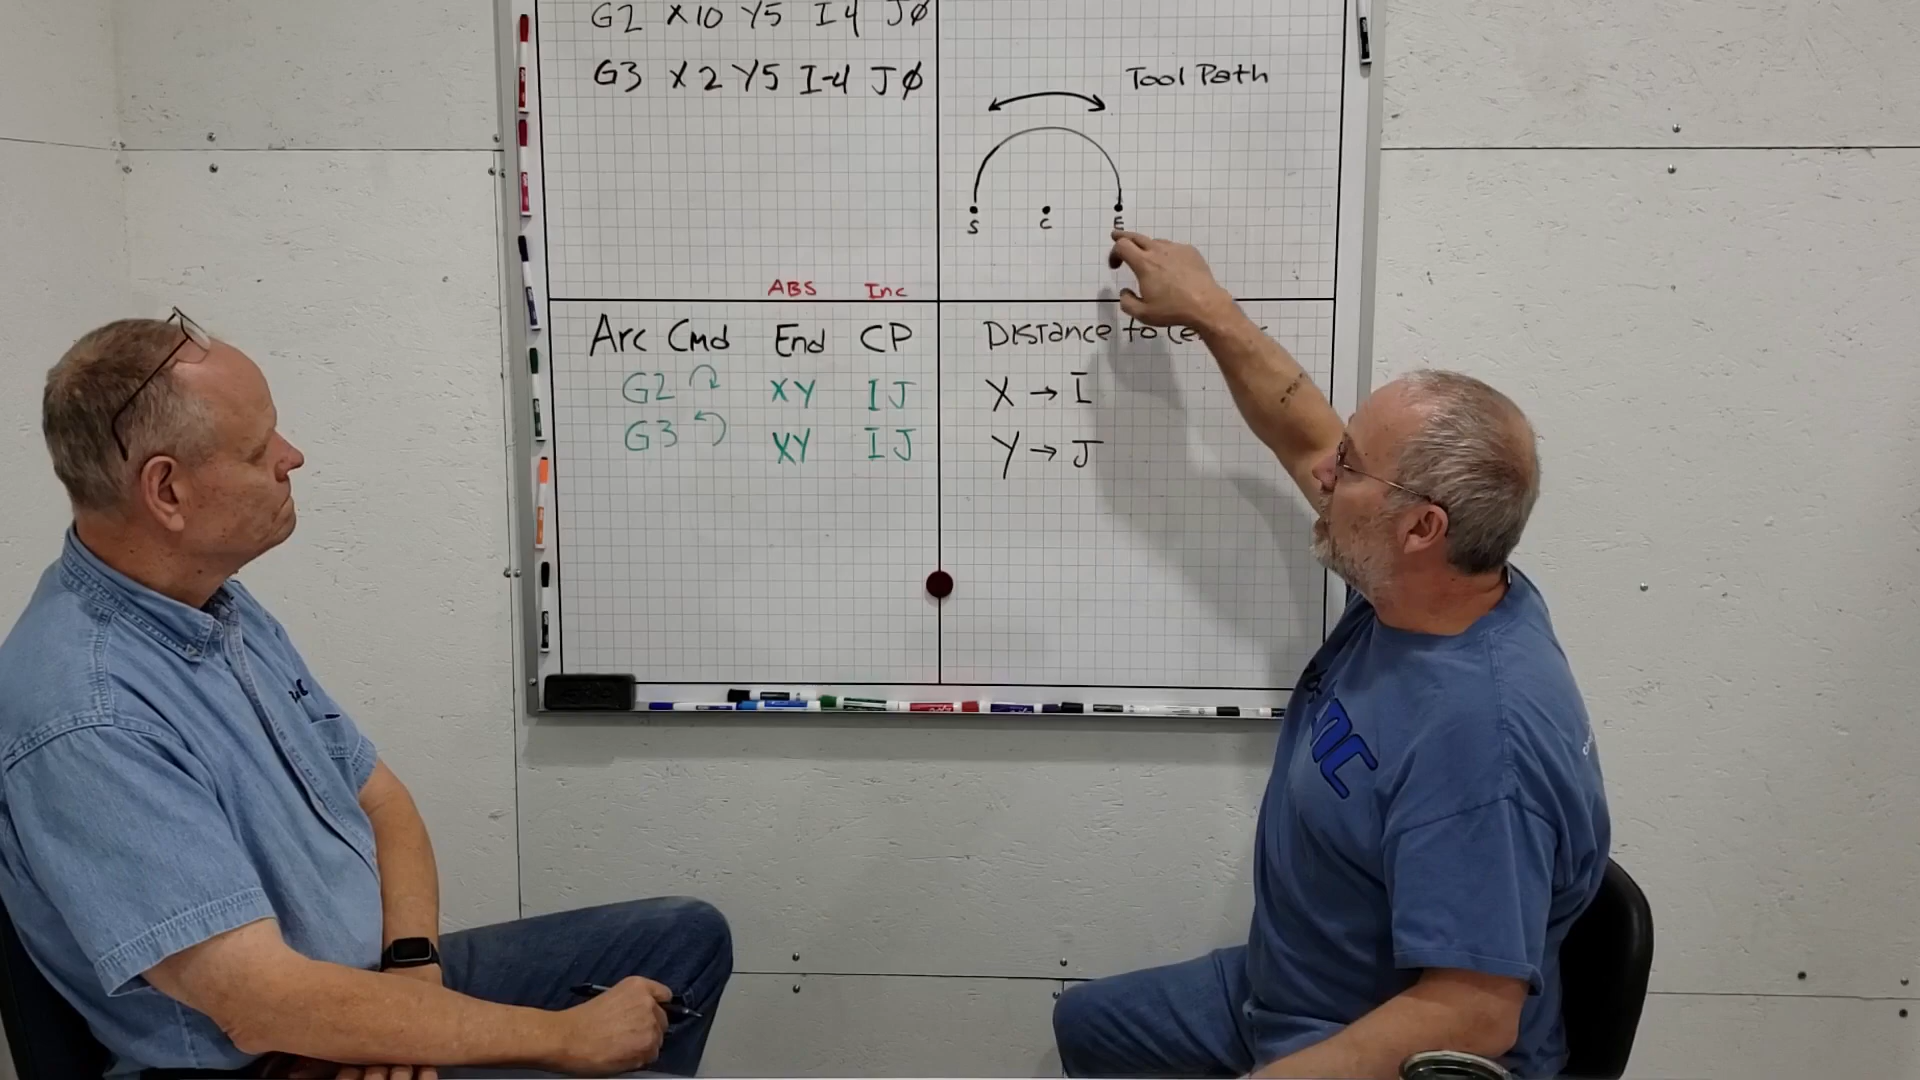 G2 X10 Y5 I4 JØ
G3 X2 Y5 I-4 JØ
Tool Path
S C E
ABS Inc
Arc Cmd End CP
G2 XY IJ
G3 XY IJ
Distance to
X → I
Y → J